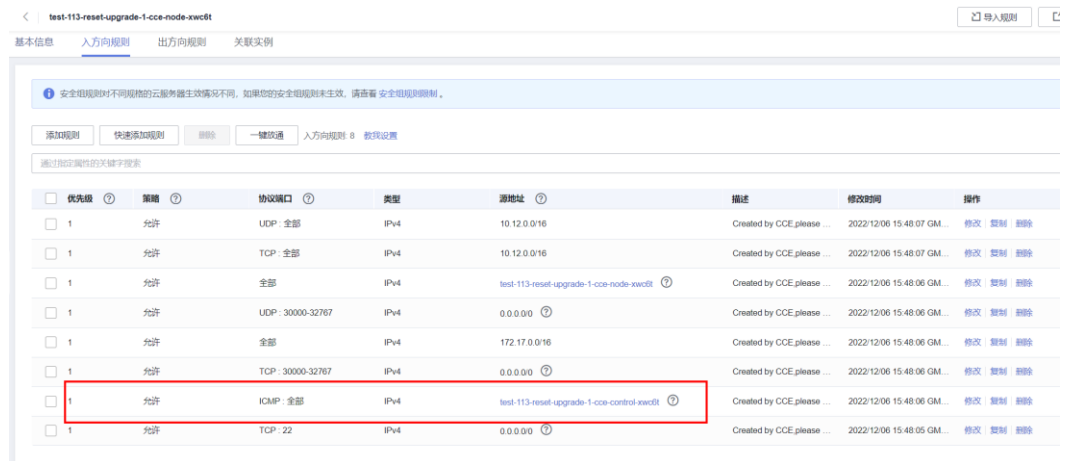 test-113-reset-upgrade-1-cce-node-xwc6t 导入规则
基本信息 入方向规则 出方向规则 关联实例
安全组规则对不同规格的云服务器生效情况不同，如果您的安全组规则未生效，请查看 安全组规则限制 。
添加规则 快速添加规则 删除 一键放通 入方向规则: 8 教我设置
通过指定属性的关键字搜索
优先级 策略 协议端口 类型 源地址 描述 修改时间 操作
1 允许 UDP : 全部 IPv4 10.12.0.0/16 Created by CCE,please ... 2022/12/06 15:48:07 GM... 修改 复制 删除
1 允许 TCP : 全部 IPv4 10.12.0.0/16 Created by CCE,please ... 2022/12/06 15:48:07 GM... 修改 复制 删除
1 允许 全部 IPv4 test-113-reset-upgrade-1-cce-node-xwc6t Created by CCE,please ... 2022/12/06 15:48:06 GM... 修改 复制 删除
1 允许 UDP : 30000-32767 IPv4 0.0.0.0/0 Created by CCE,please ... 2022/12/06 15:48:06 GM... 修改 复制 删除
1 允许 全部 IPv4 172.17.0.0/16 Created by CCE,please ... 2022/12/06 15:48:06 GM... 修改 复制 删除
1 允许 TCP : 30000-32767 IPv4 0.0.0.0/0 Created by CCE,please ... 2022/12/06 15:48:06 GM... 修改 复制 删除
1 允许 ICMP : 全部 IPv4 test-113-reset-upgrade-1-cce-control-xwc6t Created by CCE,please ... 2022/12/06 15:48:06 GM... 修改 复制 删除
1 允许 TCP : 22 IPv4 0.0.0.0/0 Created by CCE,please ... 2022/12/06 15:48:05 GM... 修改 复制 删除